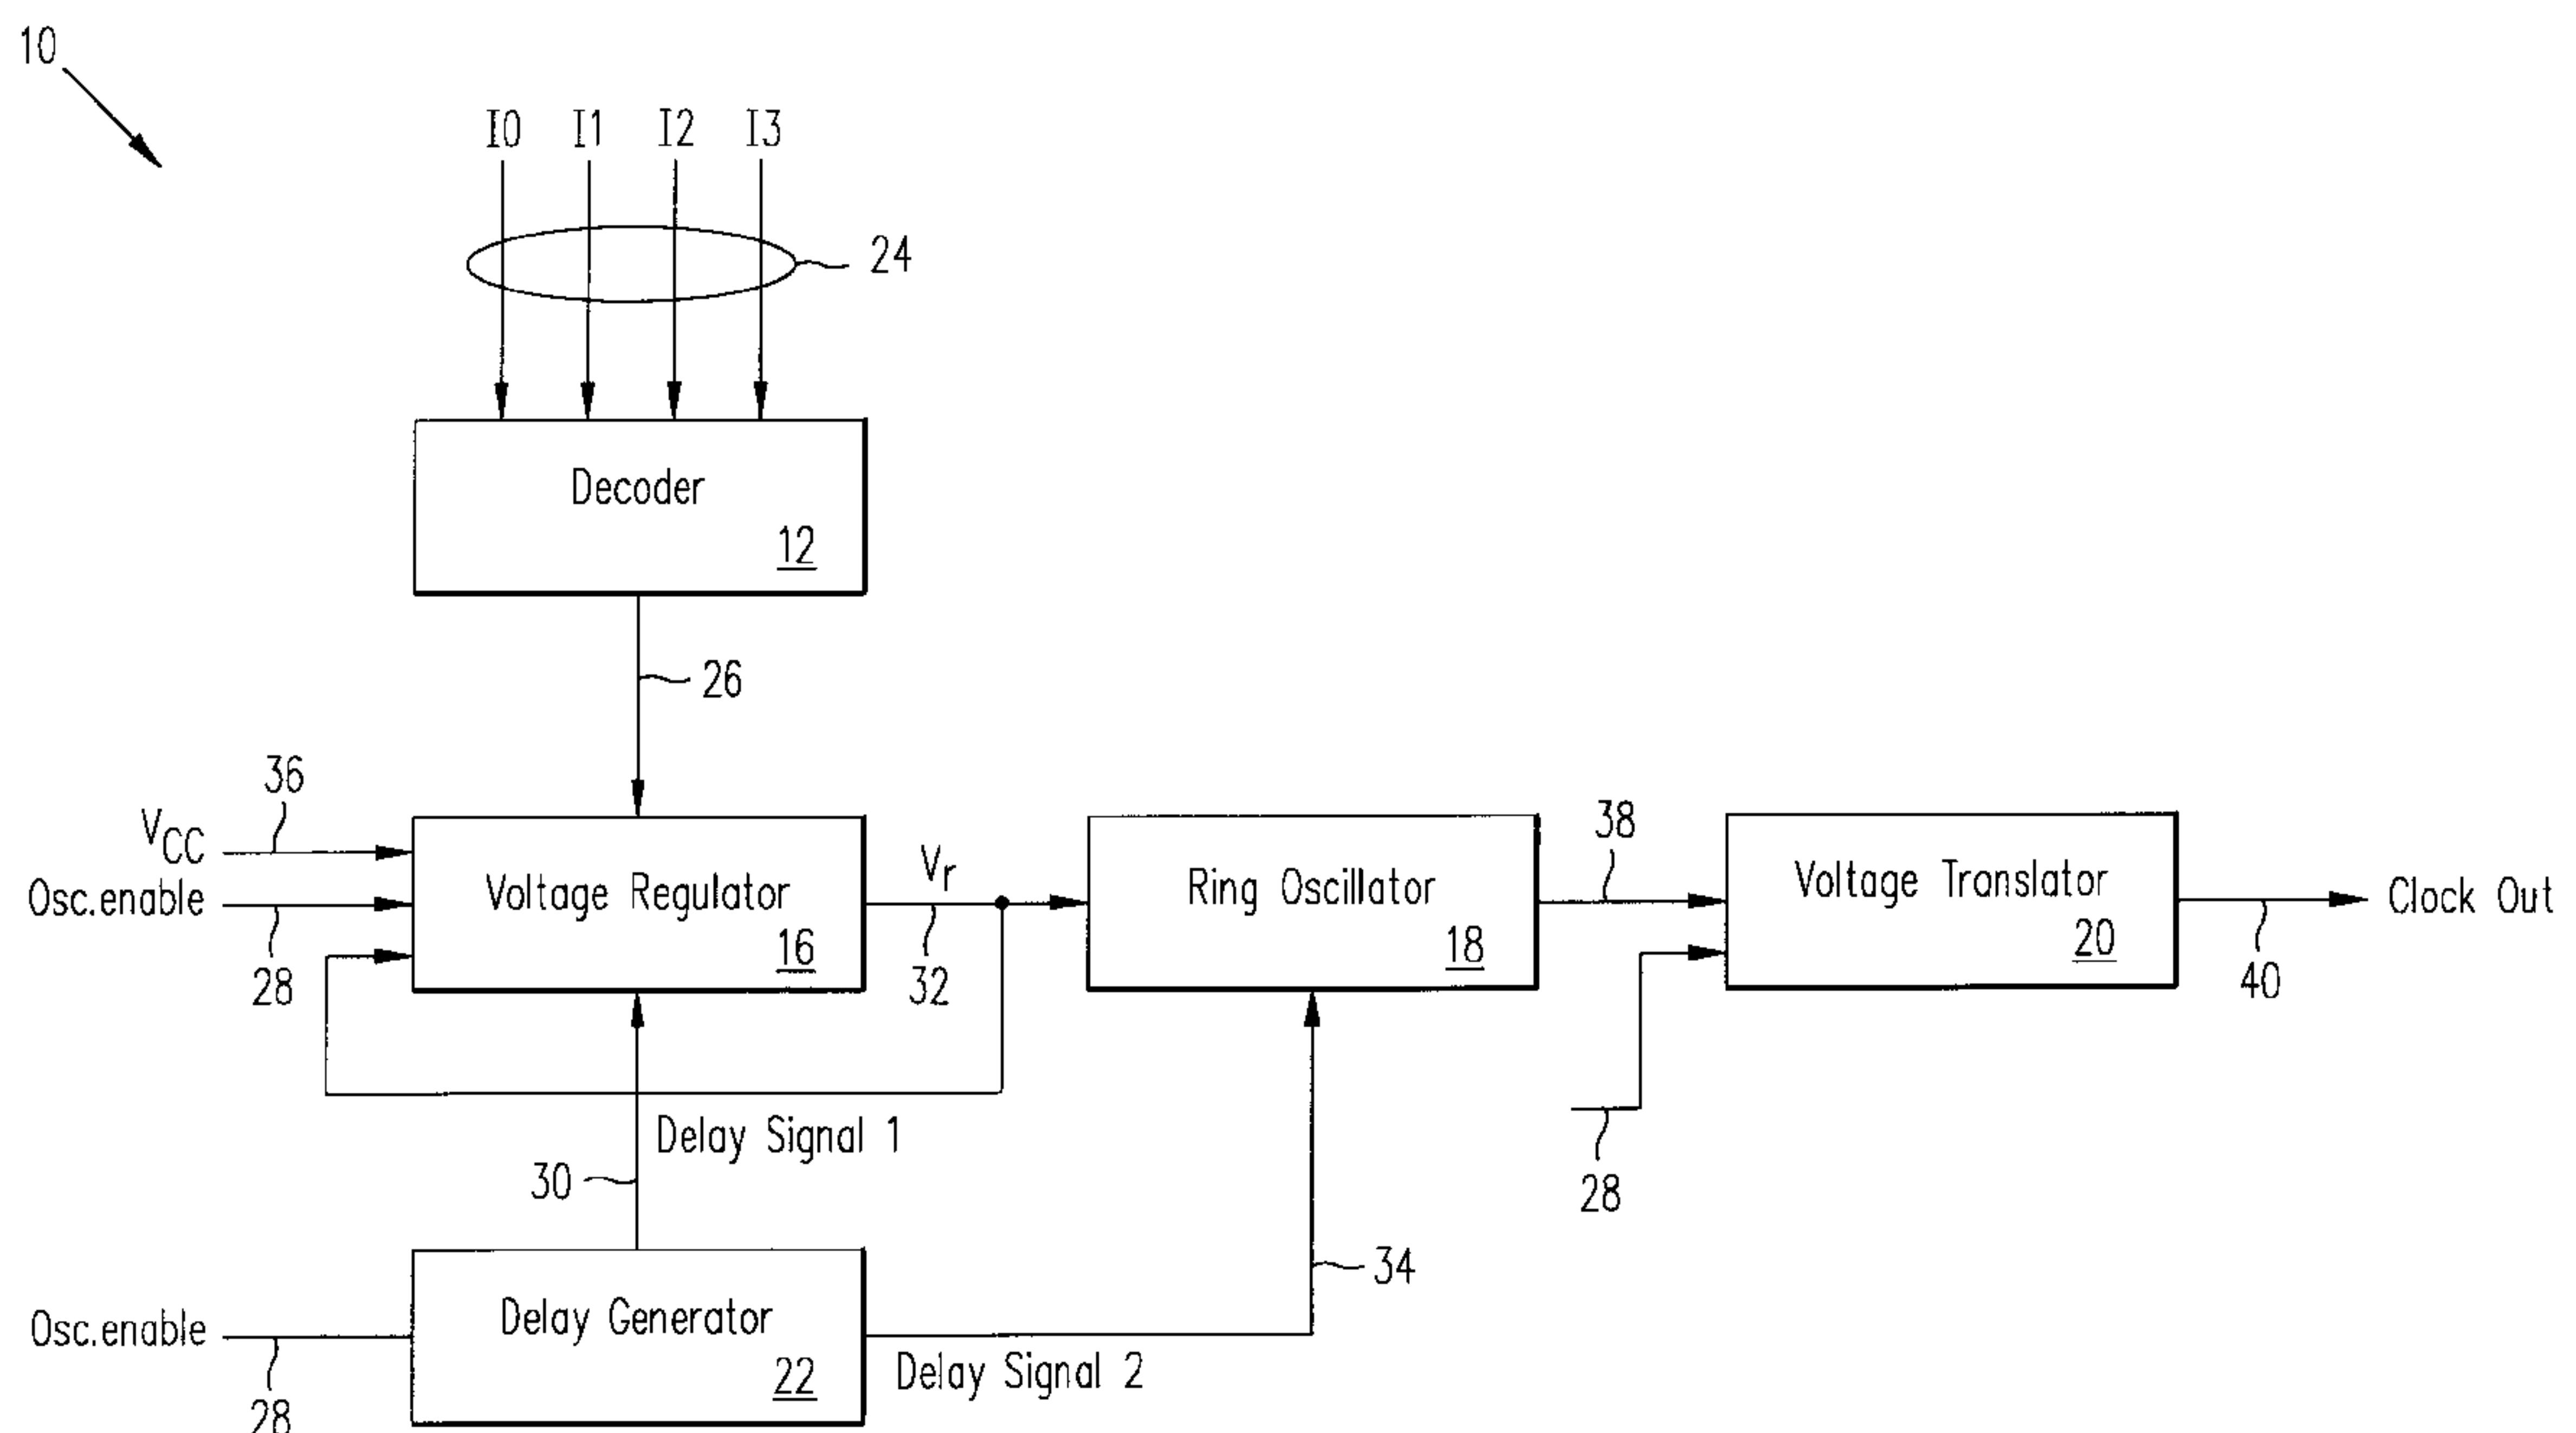 10
I0 I1 I2 I3
24
Decoder
12
26
36
VCC
Osc.enable
28
Voltage Regulator
16
Vr
32
Ring Oscillator
18
38
Voltage Translator
20
Clock Out
40
28
Delay Signal 1
30
34
Osc.enable
28
Delay Generator
22
Delay Signal 2